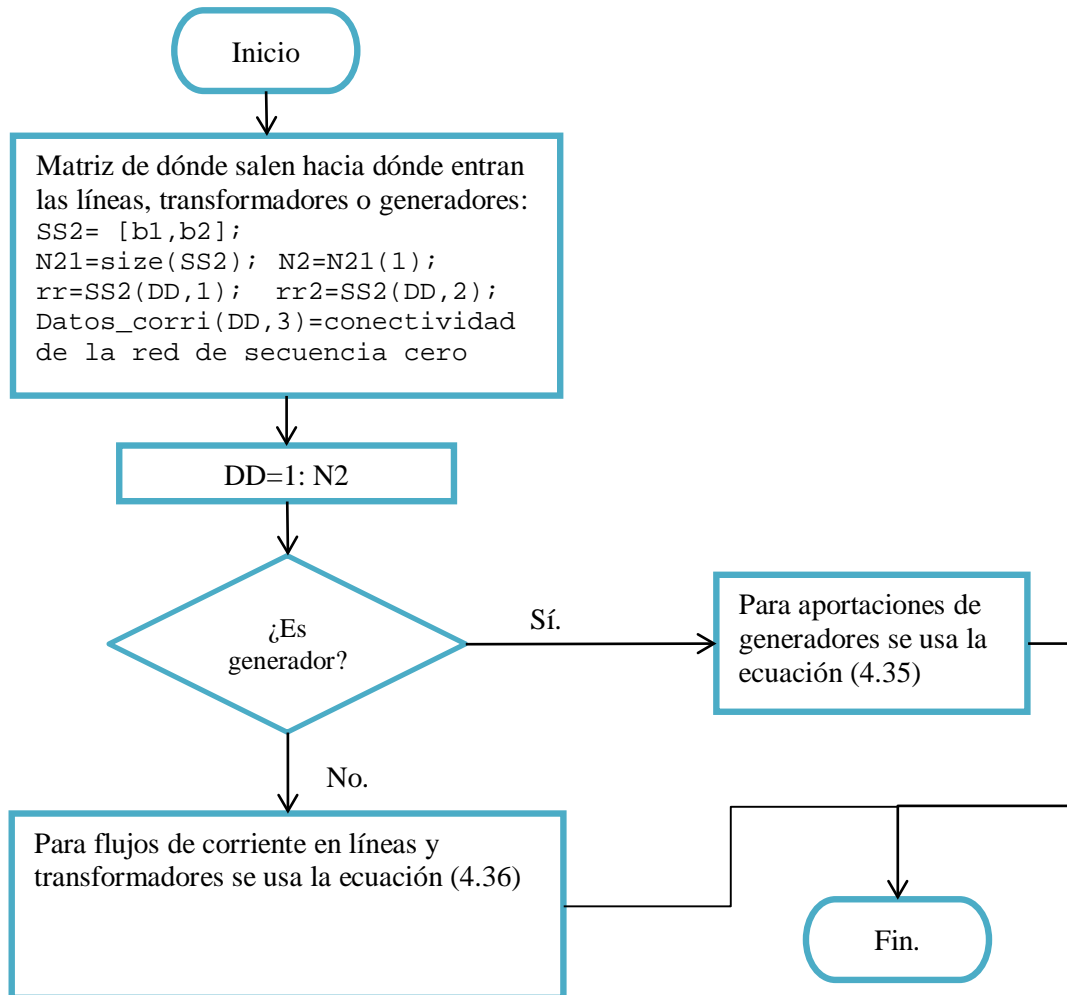 Inicio
Matriz de dónde salen hacia dónde entran
las líneas, transformadores o generadores:
SS2= [b1,b2];
N21=size(SS2); N2=N21(1);
rr=SS2(DD,1); rr2=SS2(DD,2);
Datos_corri(DD,3)=conectividad
de la red de secuencia cero
DD=1: N2
¿Es
generador?
Sí.
Para aportaciones de
generadores se usa la
ecuación (4.35)
No.
Para flujos de corriente en líneas y
transformadores se usa la ecuación (4.36)
Fin.